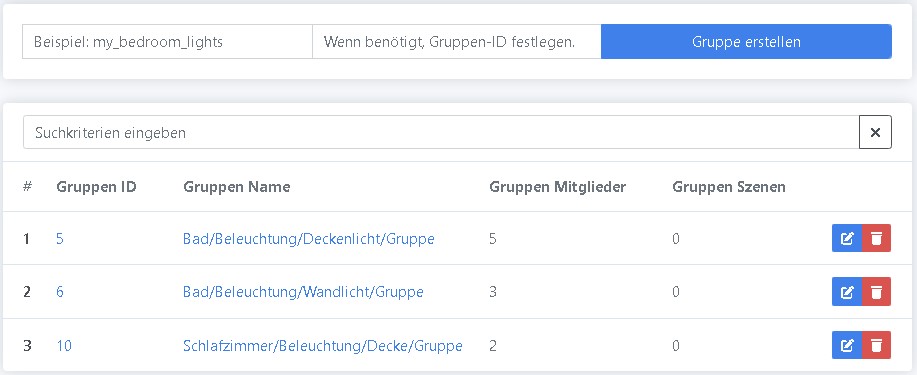 Beispiel: my_bedroom_lights Wenn benötigt, Gruppen-ID festlegen. Gruppe erstellen
Suchkriterien eingeben
# Gruppen ID Gruppen Name Gruppen Mitglieder Gruppen Szenen
1 5 Bad/Beleuchtung/Deckenlicht/Gruppe 5 0
2 6 Bad/Beleuchtung/Wandlicht/Gruppe 3 0
3 10 Schlafzimmer/Beleuchtung/Decke/Gruppe 2 0